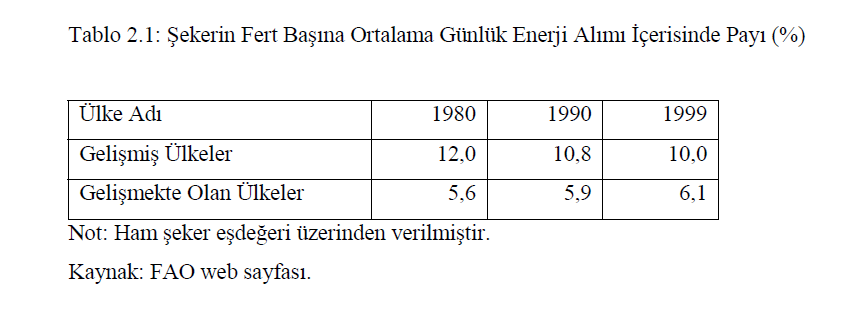 Tablo 2.1: Şekerin Fert Başına Ortalama Günlük Enerji Alımı İçerisinde Payı (%)
Ülke Adı 1980 1990 1999
Gelişmiş Ülkeler 12,0 10,8 10,0
Gelişmekte Olan Ülkeler 5,6 5,9 6,1
Not: Ham şeker eşdeğeri üzerinden verilmiştir.
Kaynak: FAO web sayfası.